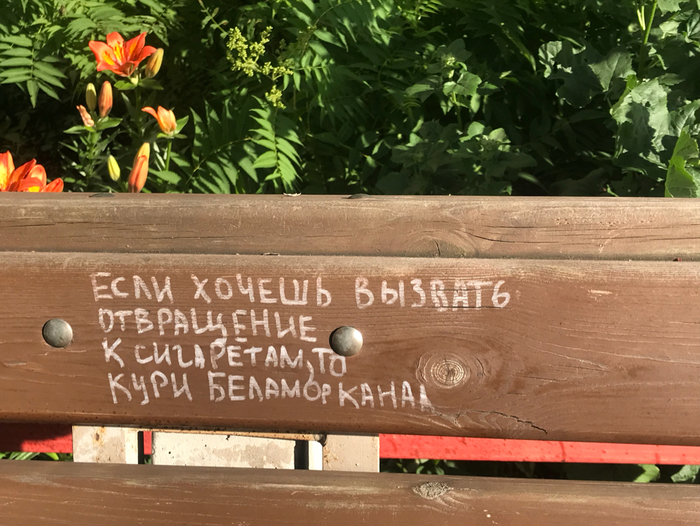 ЕСЛИ ХОЧЕШЬ ВЫЗВАТЬ
ОТВРАЩЕНИЕ
К СИГАРЕТАМ, ТО
КУРИ БЕЛАМОРКАНАЛ